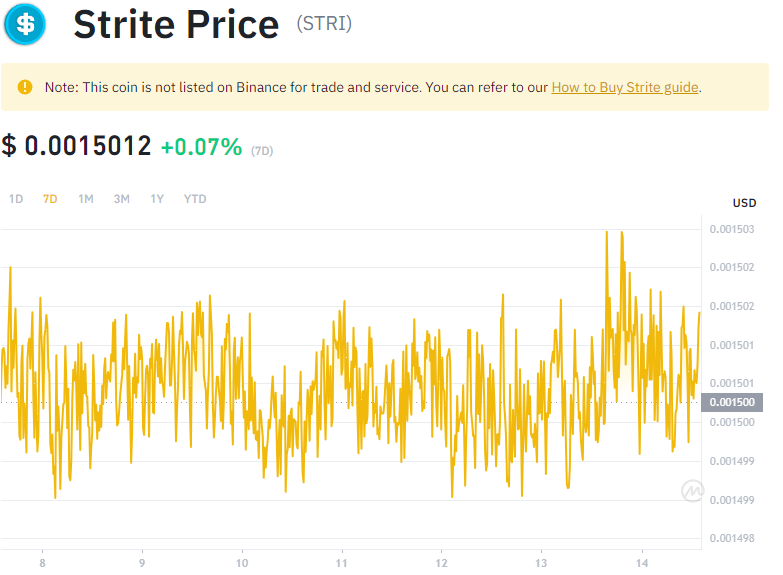 $
Strite Price (STRI)
Note: This coin is not listed on Binance for trade and service. You can refer to our How to Buy Strite guide.
$ 0.0015012 +0.07% (7D)
1D 7D 1M 3M 1Y YTD
USD
0.001503
0.001502
0.001502
0.001501
0.001501
0.001500
0.001500
0.001499
0.001499
0.001498
8 9 10 11 12 13 14